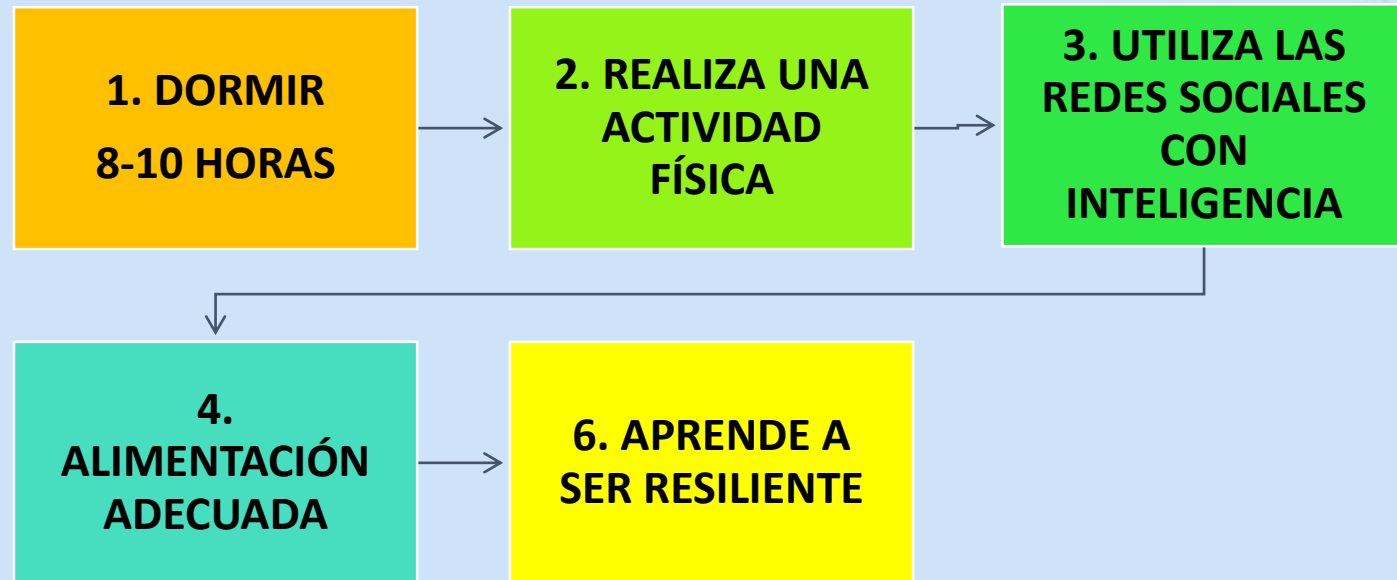 1. DORMIR
8-10 HORAS
2. REALIZA UNA
ACTIVIDAD
FÍSICA
3. UTILIZA LAS
REDES SOCIALES
CON
INTELIGENCIA
4.
ALIMENTACIÓN
ADECUADA
6. APRENDE A
SER RESILIENTE